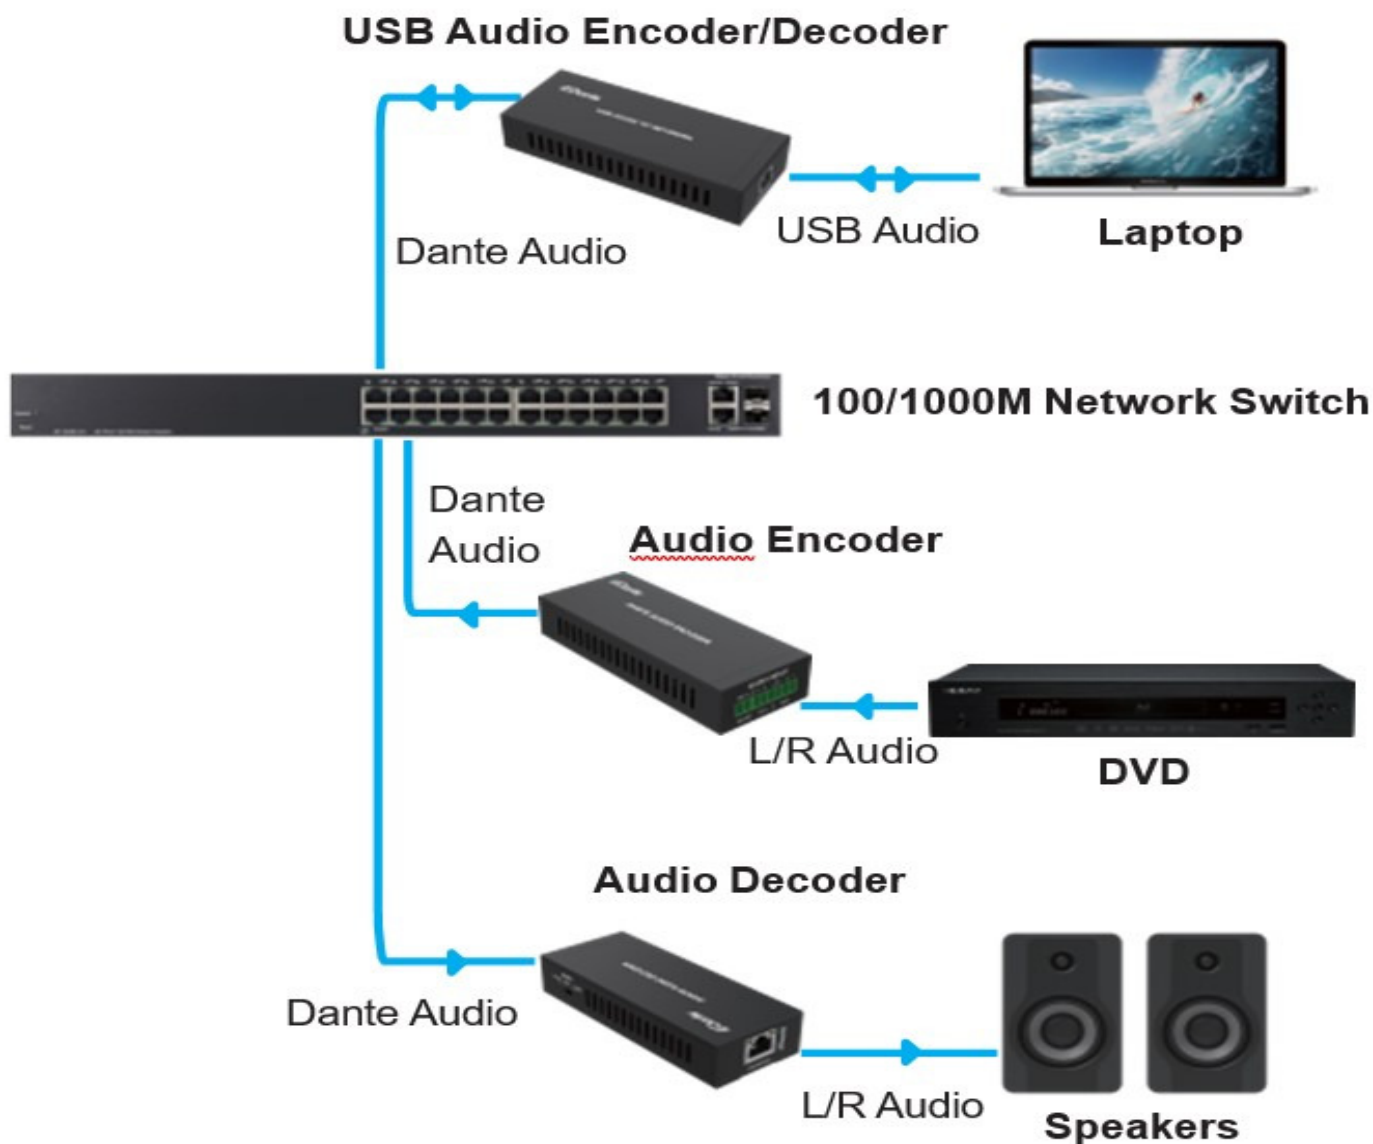 USB Audio Encoder/Decoder
Dante Audio
USB Audio
Laptop
100/1000M Network Switch
Dante
Audio
Audio Encoder
L/R Audio
DVD
Audio Decoder
Dante Audio
L/R Audio
Speakers